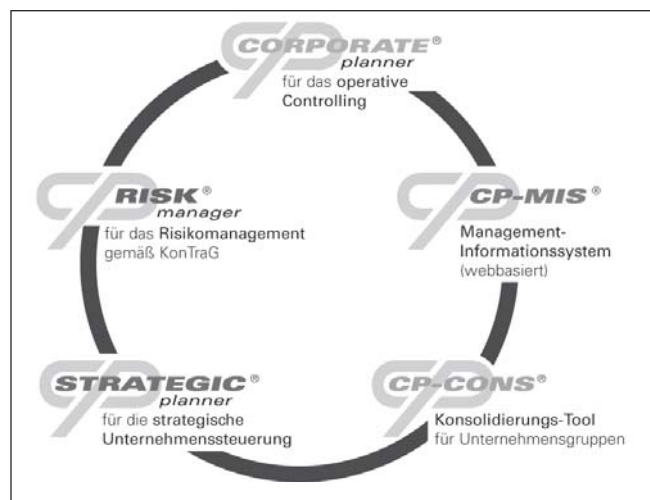 CORPORATE®
planner
für das operative
Controlling
RISK®
manager
für das Risikomanagement
gemäß KonTraG
CP-MIS®
Management-
Informationssystem
(webbasiert)
STRATEGIC®
planner
für die strategische
Unternehmenssteuerung
CP-CONS®
Konsolidierungs-Tool
für Unternehmensgruppen